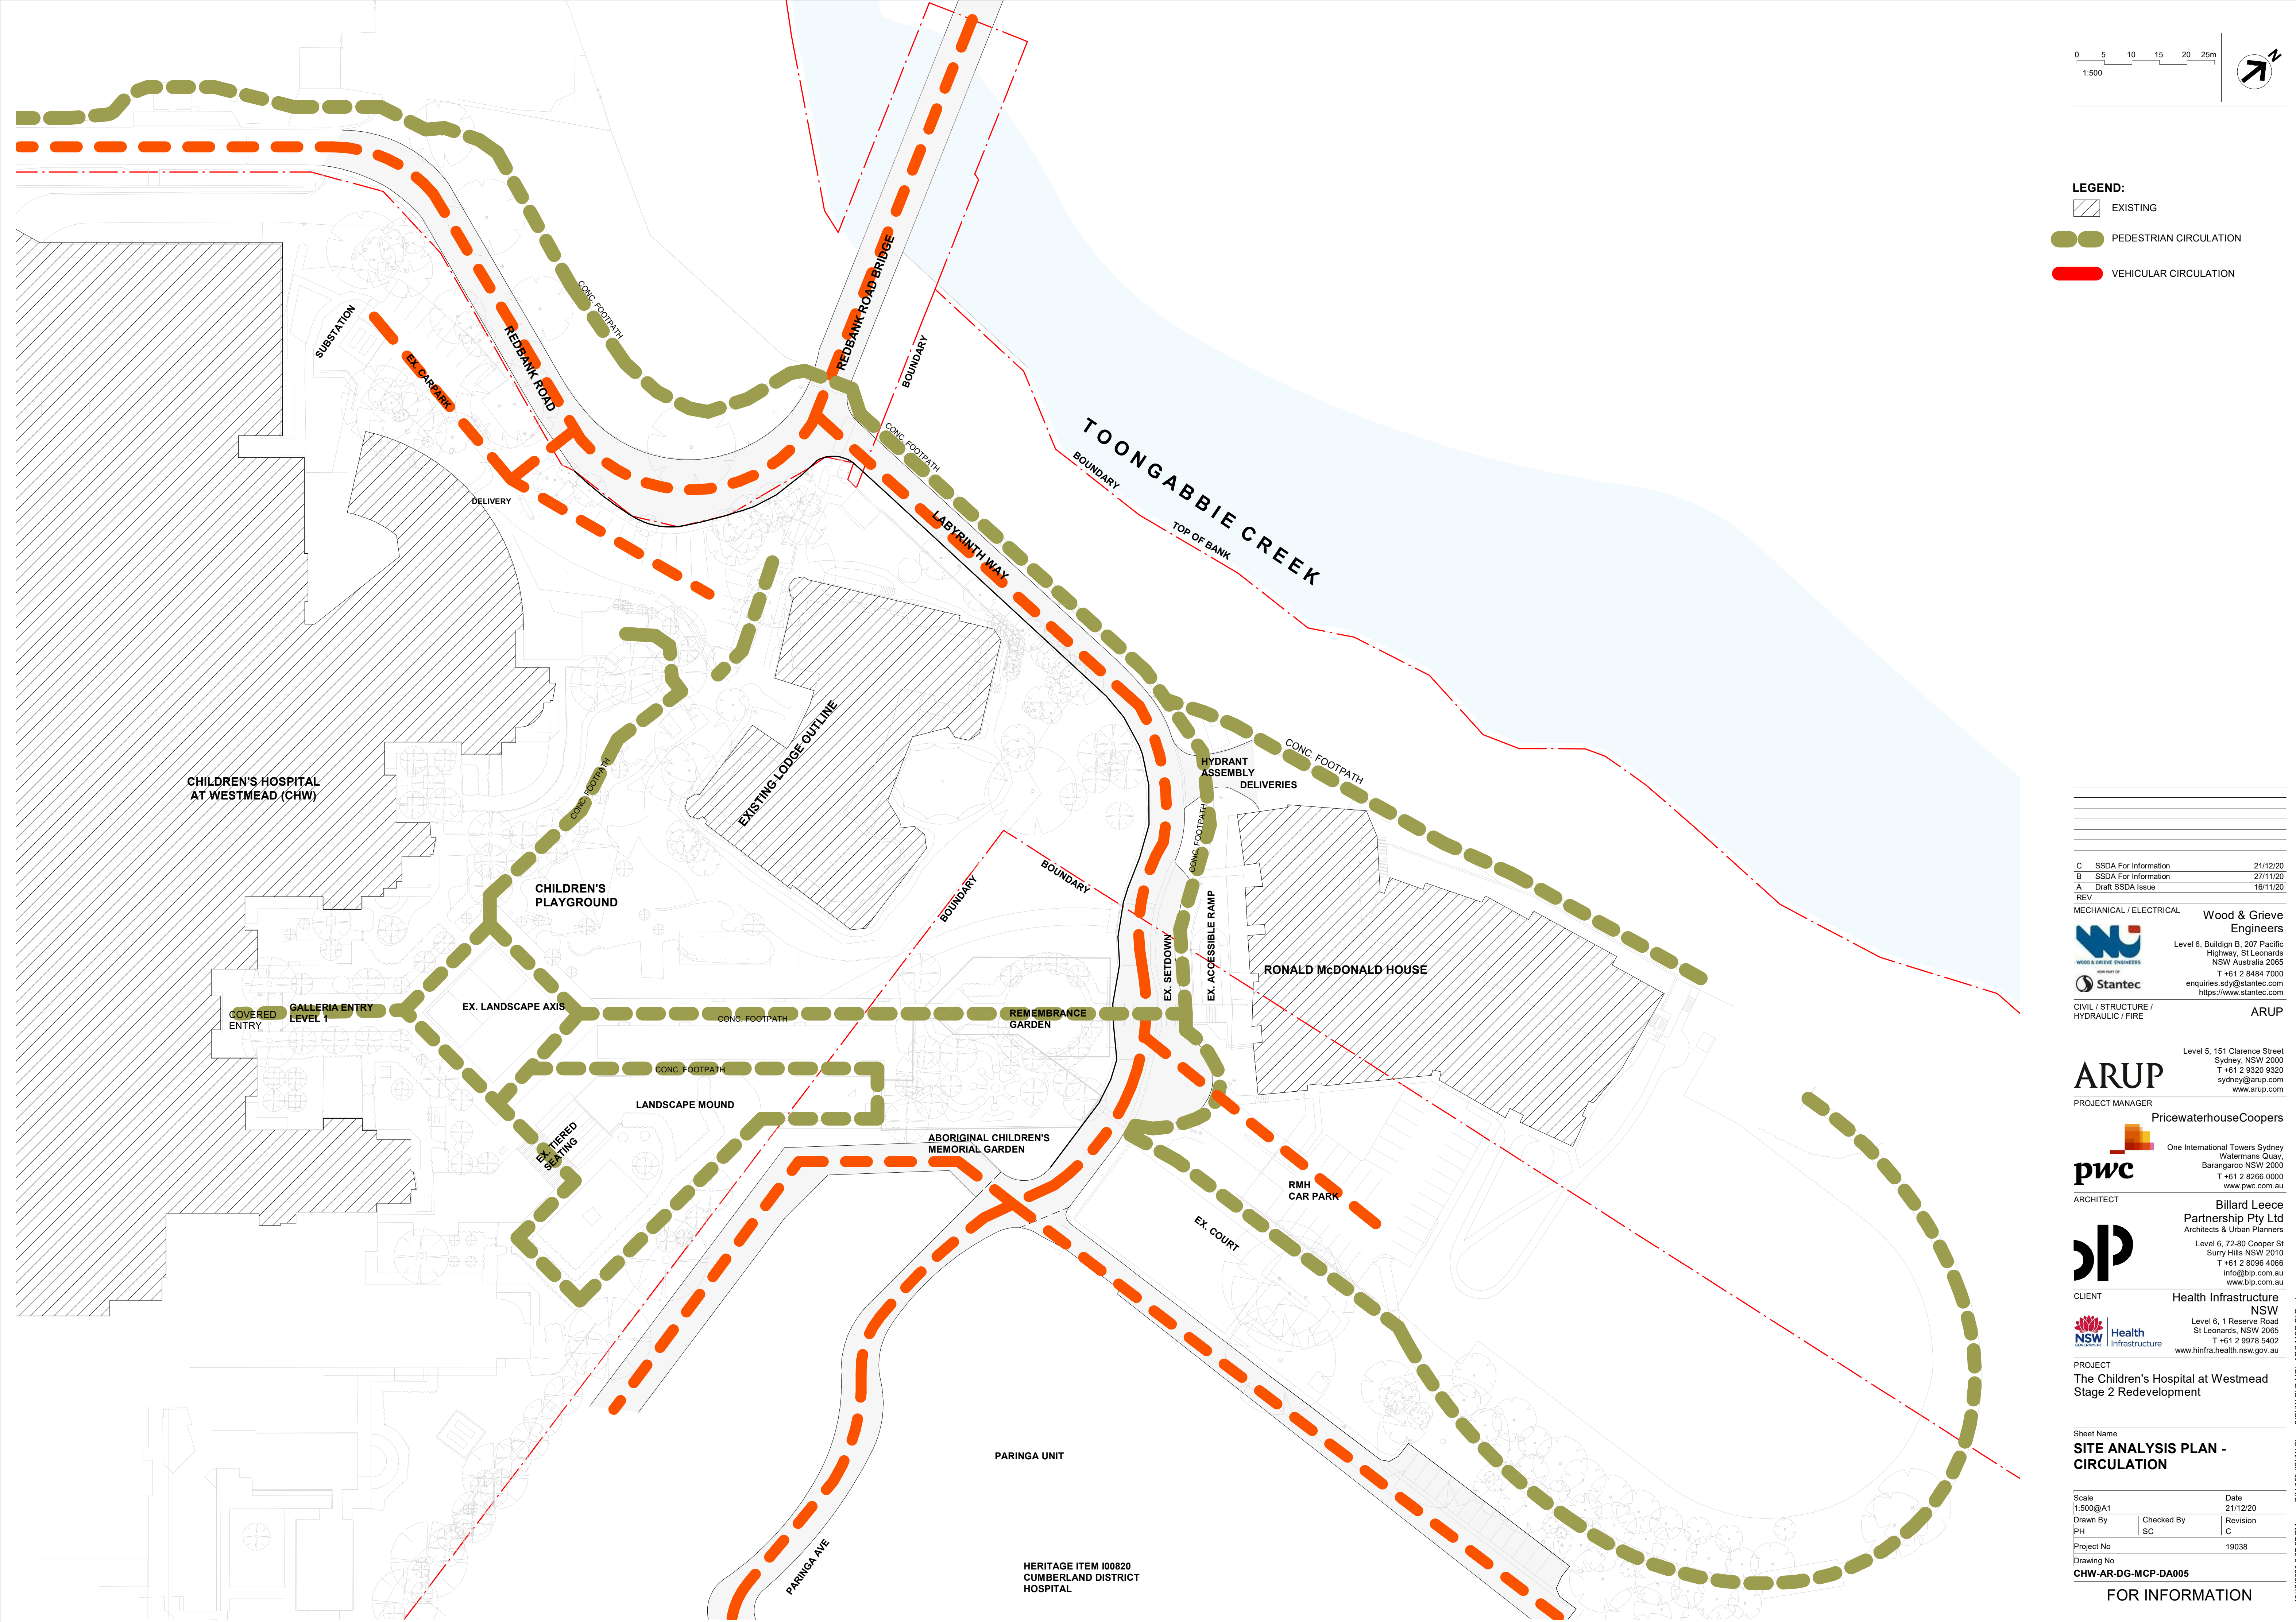 SUBSTATION
EX. CARPARK
REDBANK ROAD
CONC. FOOTPATH
REDBANK ROAD BRIDGE
BOUNDARY
CONC. FOOTPATH
DELIVERY
LABYRINTH WAY
TOONGABBIE CREEK
BOUNDARY
TOP OF BANK
CHILDREN'S HOSPITAL
AT WESTMEAD (CHW)
CONC. FOOTPATH
EXISTING LODGE OUTLINE
HYDRANT
ASSEMBLY
DELIVERIES
CONC. FOOTPATH
CONC. FOOTPATH
CHILDREN'S
PLAYGROUND
BOUNDARY
BOUNDARY
EX. SETDOWN
EX. ACCESSIBLE RAMP
RONALD McDONALD HOUSE
COVERED
ENTRY
GALLERIA ENTRY
LEVEL 1
EX. LANDSCAPE AXIS
CONC. FOOTPATH
REMEMBRANCE
GARDEN
CONC. FOOTPATH
LANDSCAPE MOUND
EX. TIERED
SEATING
ABORIGINAL CHILDREN'S
MEMORIAL GARDEN
RMH
CAR PARK
EX. COURT
PARINGA UNIT
PARINGA AVE
HERITAGE ITEM I00820
CUMBERLAND DISTRICT
HOSPITAL
0 5 10 15 20 25m
1:500
N
LEGEND:
EXISTING
PEDESTRIAN CIRCULATION
VEHICULAR CIRCULATION
C SSDA For Information 21/12/20
B SSDA For Information 27/11/20
A Draft SSDA Issue 16/11/20
REV
MECHANICAL / ELECTRICAL
Wood & Grieve
Engineers
Level 6, Buildign B, 207 Pacific
Highway, St Leonards
NSW Australia 2065
T +61 2 8484 7000
enquiries.sdy@stantec.com
https://www.stantec.com
WOOD & GRIEVE ENGINEERS
NOW PART OF
Stantec
CIVIL / STRUCTURE /
HYDRAULIC / FIRE
ARUP
Level 5, 151 Clarence Street
Sydney, NSW 2000
T +61 2 9320 9320
sydney@arup.com
www.arup.com
ARUP
PROJECT MANAGER
PricewaterhouseCoopers
One International Towers Sydney
Watermans Quay,
Barangaroo NSW 2000
T +61 2 8266 0000
www.pwc.com.au
pwc
ARCHITECT
Billard Leece
Partnership Pty Ltd
Architects & Urban Planners
Level 6, 72-80 Cooper St
Surry Hills NSW 2010
T +61 2 8096 4066
info@blp.com.au
www.blp.com.au
blp
CLIENT
Health Infrastructure
NSW
Level 6, 1 Reserve Road
St Leonards, NSW 2065
T +61 2 9978 5402
www.hinfra.health.nsw.gov.au
NSW
GOVERNMENT
Health
Infrastructure
PROJECT
The Children's Hospital at Westmead
Stage 2 Redevelopment
Sheet Name
SITE ANALYSIS PLAN -
CIRCULATION
Scale Date
1:500@A1 21/12/20
Drawn By Checked By Revision
PH SC C
Project No 19038
Drawing No
CHW-AR-DG-MCP-DA005
FOR INFORMATION